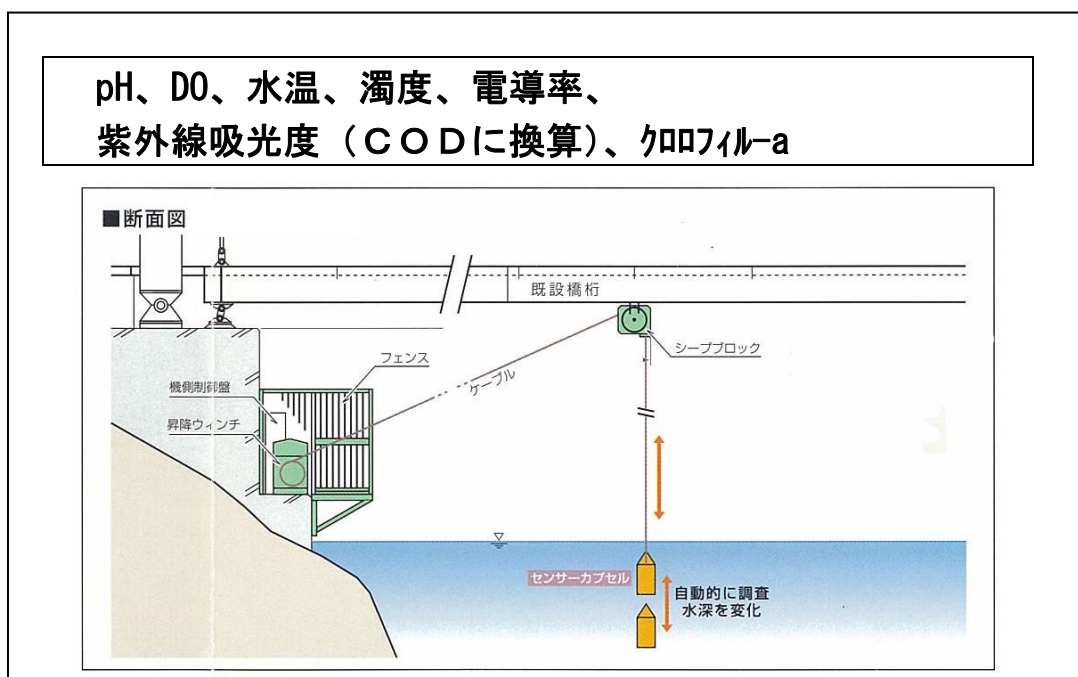 pH、DO、水温、濁度、電導率、
紫外線吸光度（ＣＯＤに換算）、ｸﾛﾛﾌｨﾙ-a
■断面図
既設橋桁
シーブブロック
フェンス
ケーブル
機側制御盤
昇降ウィンチ
センサーカプセル
自動的に調査
水深を変化